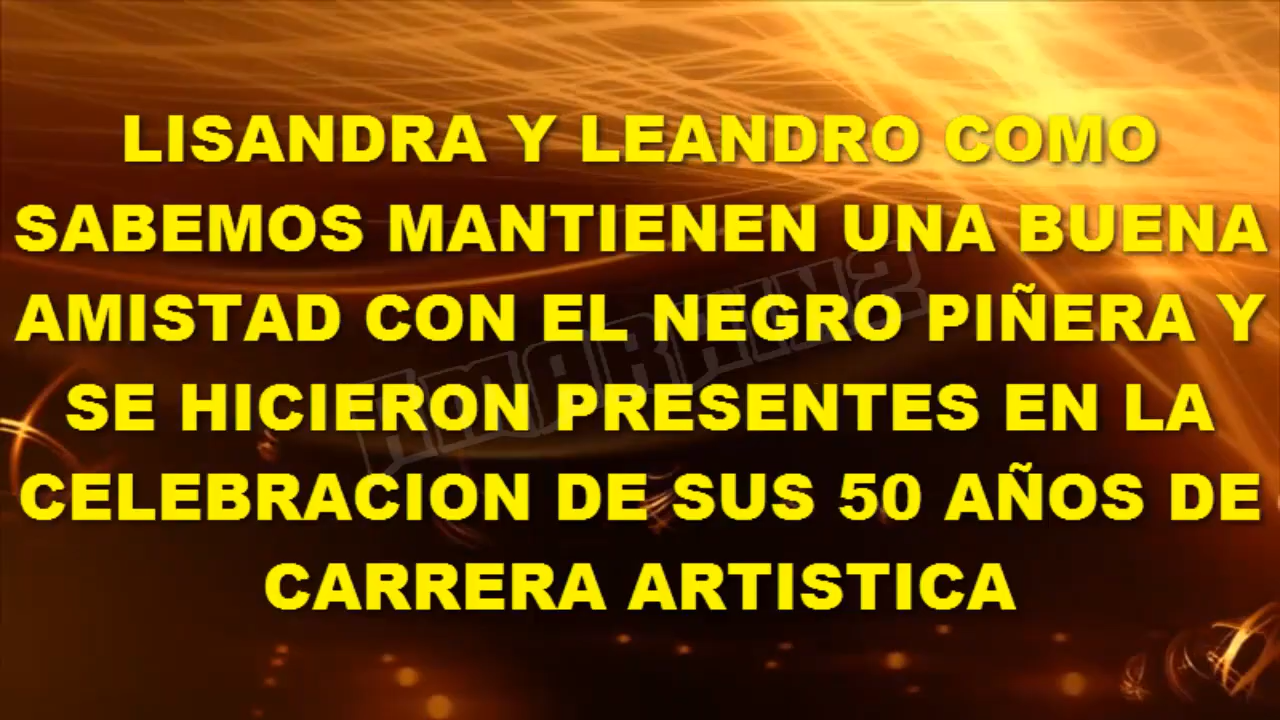 LISANDRA Y LEANDRO COMO
SABEMOS MANTIENEN UNA BUENA
AMISTAD CON EL NEGRO PIÑERA Y
SE HICIERON PRESENTES EN LA
CELEBRACION DE SUS 50 AÑOS DE
CARRERA ARTISTICA